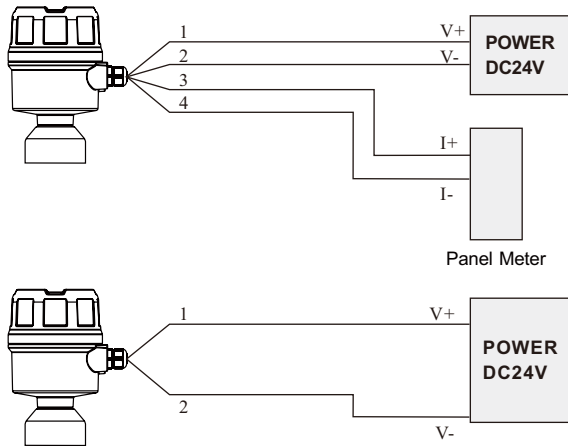 1 V+
2 V-
3
4
POWER
DC24V
I+
I-
Panel Meter
1 V+
2
V-
POWER
DC24V